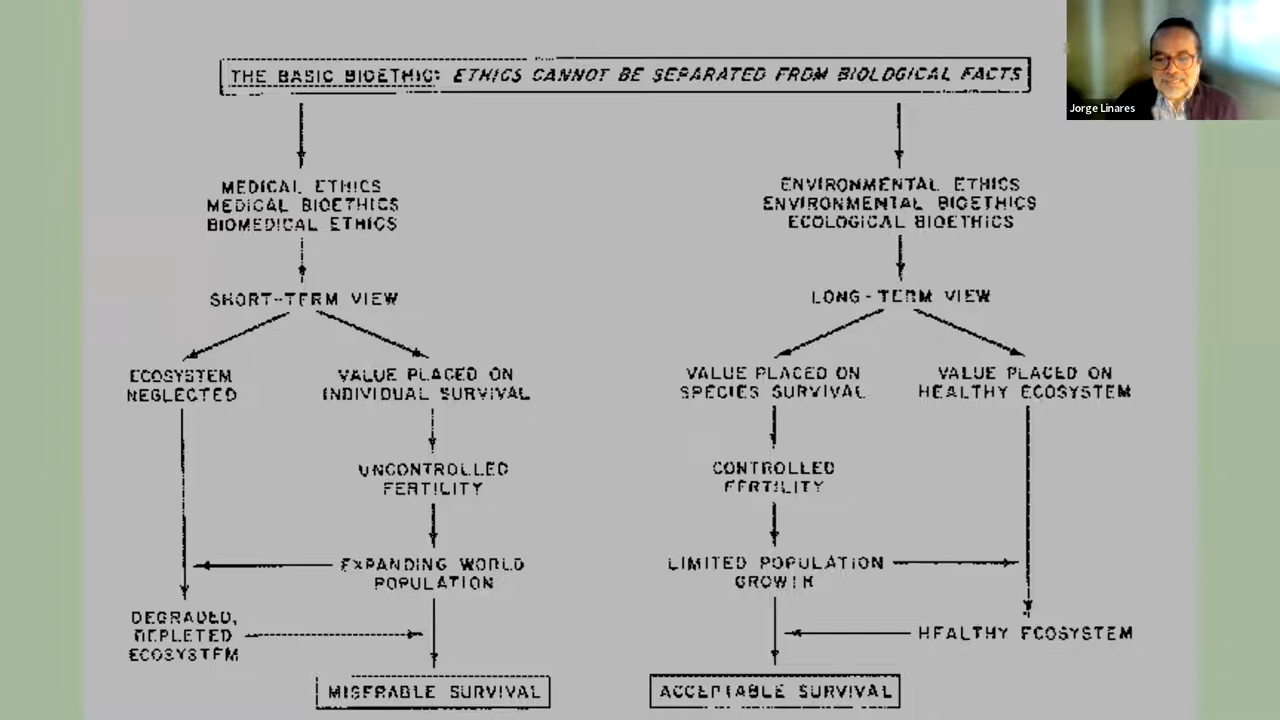 THE BASIC BIOETHIC: ETHICS CANNOT BE SEPARATED FROM BIOLOGICAL FACTS
Jorge Linares
MEDICAL ETHICS
MEDICAL BIOETHICS
BIOMEDICAL ETHICS
ENVIRONMENTAL ETHICS
ENVIRONMENTAL BIOETHICS
ECOLOGICAL BIOETHICS
SHORT-TERM VIEW
LONG-TERM VIEW
ECOSYSTEM
NEGLECTED
VALUE PLACED ON
INDIVIDUAL SURVIVAL
VALUE PLACED ON
SPECIES SURVIVAL
VALUE PLACED ON
HEALTHY ECOSYSTEM
UNCONTROLLED
FERTILITY
CONTROLLED
FERTILITY
EXPANDING WORLD
POPULATION
LIMITED POPULATION
GROWTH
DEGRADED,
DEPLETED
ECOSYSTEM
HEALTHY ECOSYSTEM
MISERABLE SURVIVAL
ACCEPTABLE SURVIVAL